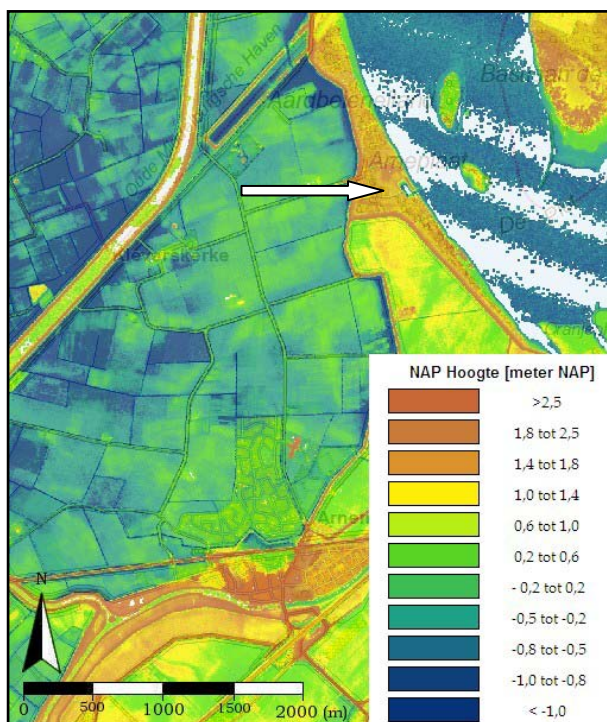 Kleverskerke
N
0
500
1000
2000 (m)
NAP Hoogte [meter NAP]
>2,5
1,8 tot 2,5
1,4 tot 1,8
1,0 tot 1,4
0,6 tot 1,0
0,2 tot 0,6
- 0,2 tot 0,2
-0,5 tot -0,2
-0,8 tot -0,5
-1,0 tot -0,8
< -1,0